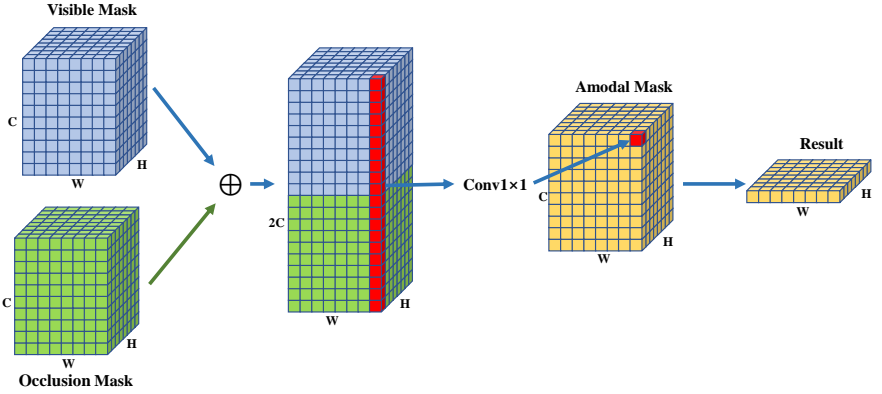 Visible Mask
C
H
W
C
H
W
Occlusion Mask
2C
H
W
Conv1×1
Amodal Mask
C
H
W
Result
H
W